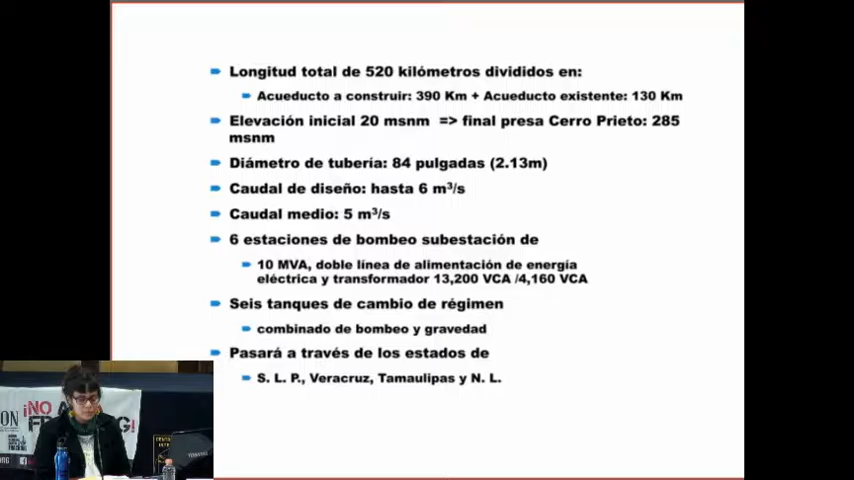 Longitud total de 520 kilómetros divididos en:
Acueducto a construir: 390 Km + Acueducto existente: 130 Km
Elevación inicial 20 msnm => final presa Cerro Prieto: 285
msnm
Diámetro de tubería: 84 pulgadas (2.13m)
Caudal de diseño: hasta 6 m³/s
Caudal medio: 5 m³/s
6 estaciones de bombeo subestación de
10 MVA, doble línea de alimentación de energía
eléctrica y transformador 13,200 VCA /4,160 VCA
Seis tanques de cambio de régimen
combinado de bombeo y gravedad
Pasará a través de los estados de
S. L. P., Veracruz, Tamaulipas y N. L.
¡NO